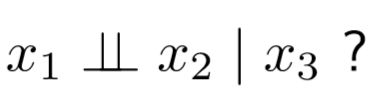 x₁ ⫫ x₂ | x₃ ?